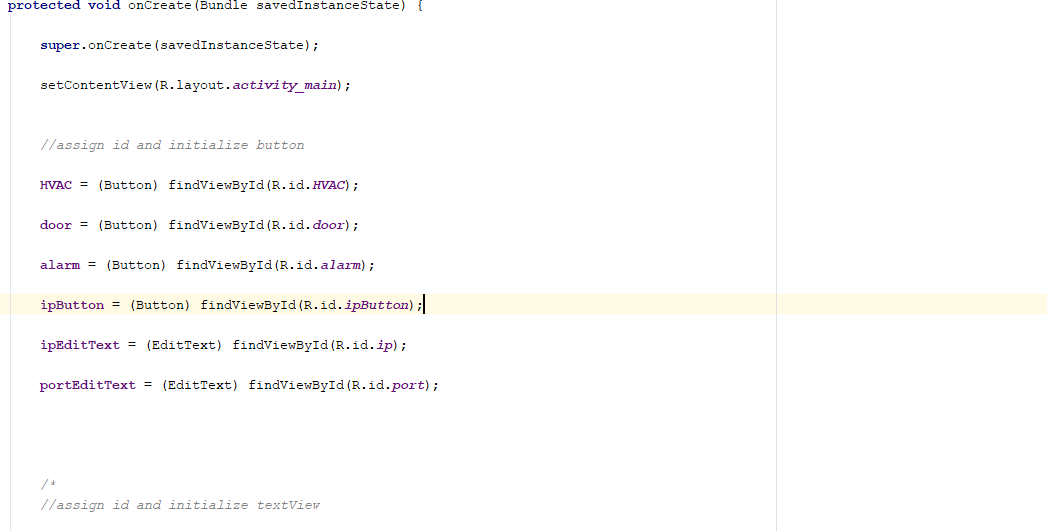 protected void onCreate(Bundle savedInstanceState) {
super.onCreate(savedInstanceState);
setContentView(R.layout.activity_main);
//assign id and initialize button
HVAC = (Button) findViewById(R.id.HVAC);
door = (Button) findViewById(R.id.door);
alarm = (Button) findViewById(R.id.alarm);
ipButton = (Button) findViewById(R.id.ipButton);
ipEditText = (EditText) findViewById(R.id.ip);
portEditText = (EditText) findViewById(R.id.port);
/*
//assign id and initialize textView